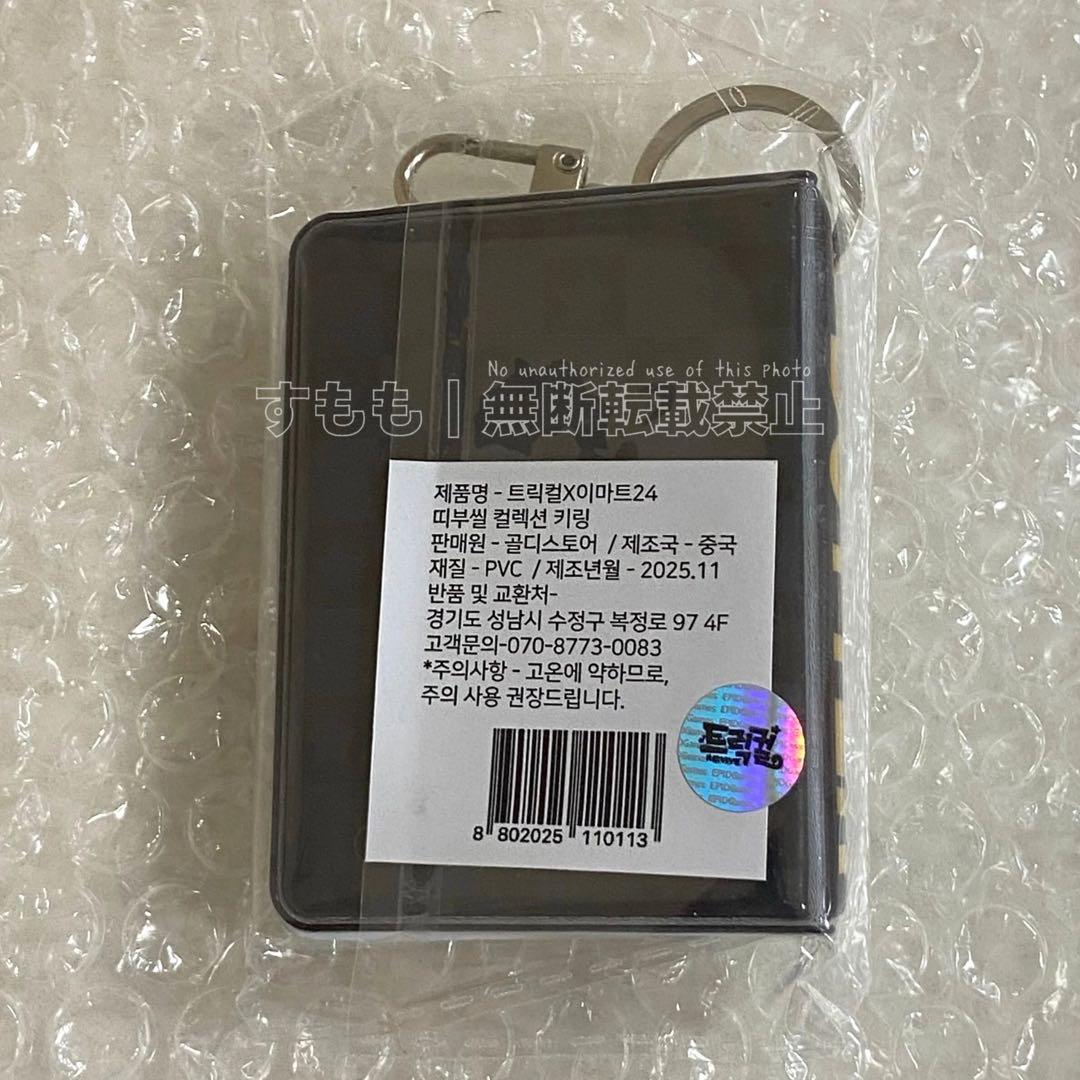 No unauthorized use of this photo
すもも｜無断転載禁止
제품명 - 트릭컬X이마트24
띠부씰 컬렉션 키링
판매원 - 골디스토어 / 제조국 - 중국
재질 - PVC / 제조년월 - 2025.11
반품 및 교환처-
경기도 성남시 수정구 복정로 97 4F
고객문의-070-8773-0083
*주의사항 - 고온에 약하므로,
주의 사용 권장드립니다.
트릭컬
REVIVE
EPIDGames
8 802025 110113